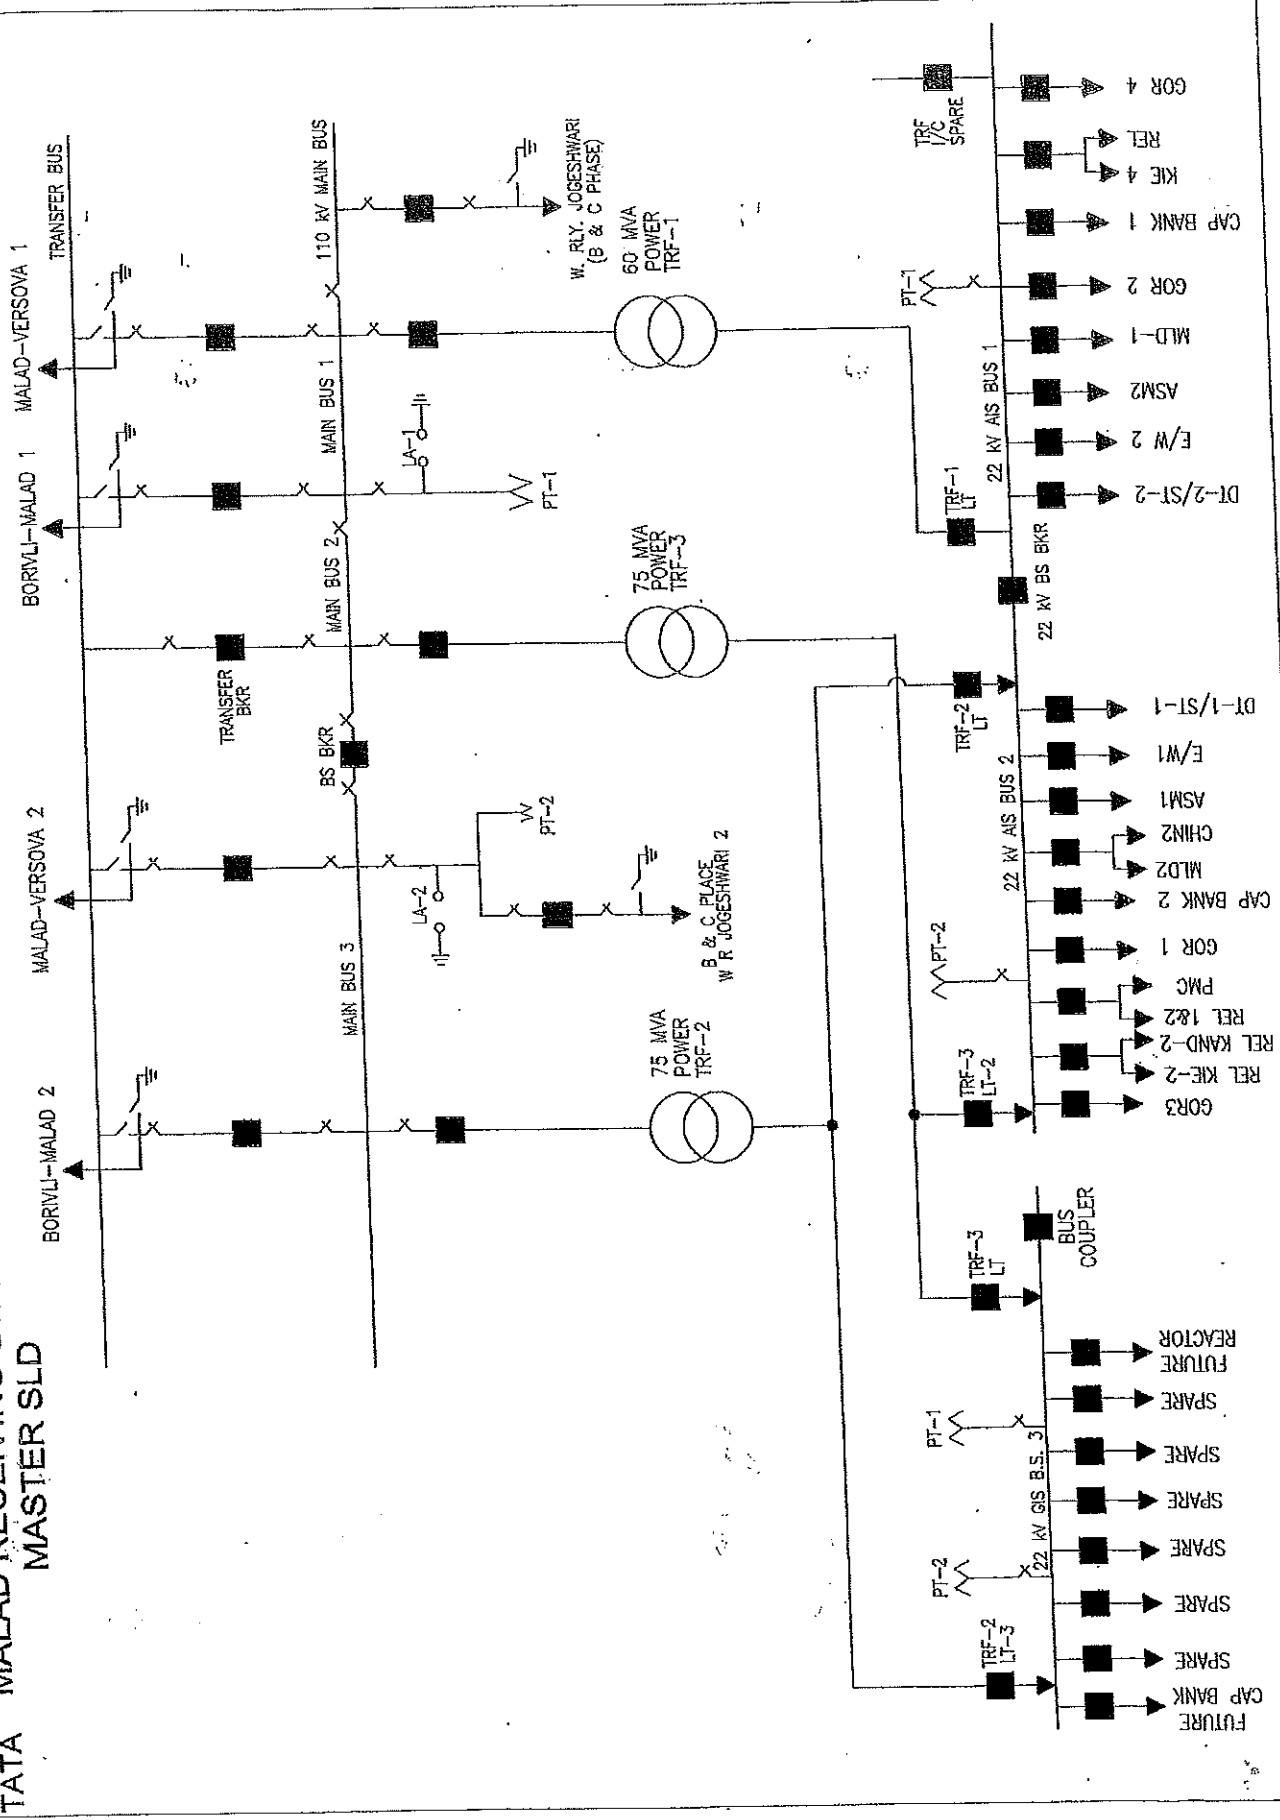 TATA MALAD
MASTER SLD
BORIVLI-MALAD 2
MALAD-VERSOVA 2
BORIVLI-MALAD 1
MALAD-VERSOVA 1
TRANSFER BUS
TRANSFER
BKR
MAIN BUS 3
BS BKR
MAIN BUS 2
MAIN BUS 1
110 kV MAIN BUS
LA-2
PT-2
B & C PLACE
W R JOGESHWARI 2
LA-1
PT-1
W. RLY. JOGESHWARI
(B & C PHASE)
75 MVA
POWER
TRF-2
75 MVA
POWER
TRF-3
60 MVA
POWER
TRF-1
TRF-2
LT-3
PT-2
PT-1
TRF-3
LT
TRF-3
LT-2
PT-2
TRF-2
LT
TRF-1
LT
PT-1
TRF
I/C
SPARE
22 kV GIS B.S. 3
BUS
COUPLER
22 kV AIS BUS 2
22 kV BS BKR
22 kV AIS BUS 1
FUTURE
CAP BANK
SPARE
SPARE
SPARE
SPARE
SPARE
SPARE
FUTURE
REACTOR
GOR3
REL KIE-2
REL KAND-2
REL 1&2
PMC
GOR 1
CAP BANK 2
MLD2
CHIN2
ASM1
E/W1
DT-1/ST-1
DT-2/ST-2
E/W 2
ASM2
MLD-1
GOR 2
CAP BANK 1
KIE 4
REL
GOR 4